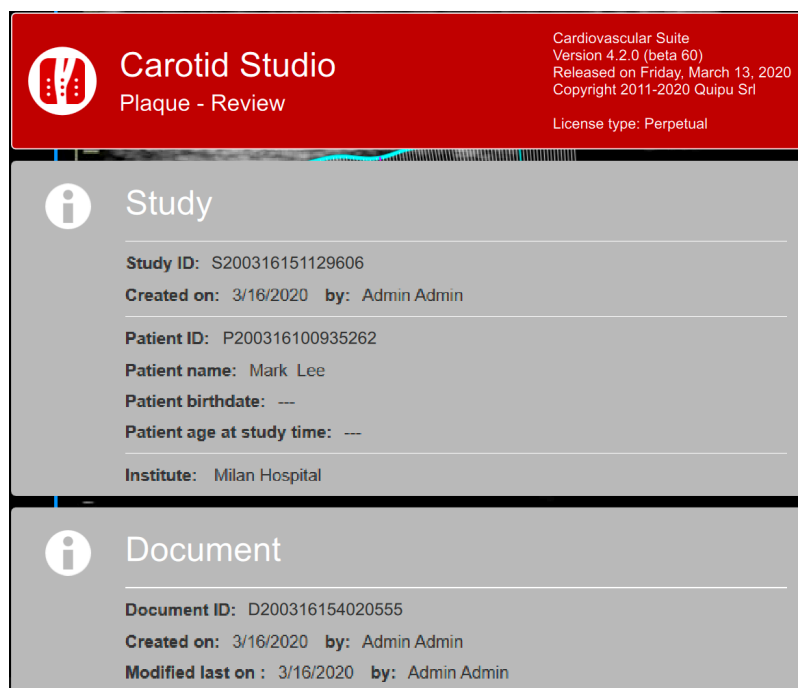 Carotid Studio
Plaque - Review
Cardiovascular Suite
Version 4.2.0 (beta 60)
Released on Friday, March 13, 2020
Copyright 2011-2020 Quipu Srl
License type: Perpetual
Study
Study ID: S200316151129606
Created on: 3/16/2020 by: Admin Admin
Patient ID: P200316100935262
Patient name: Mark Lee
Patient birthdate: ---
Patient age at study time: ---
Institute: Milan Hospital
Document
Document ID: D200316154020555
Created on: 3/16/2020 by: Admin Admin
Modified last on : 3/16/2020 by: Admin Admin